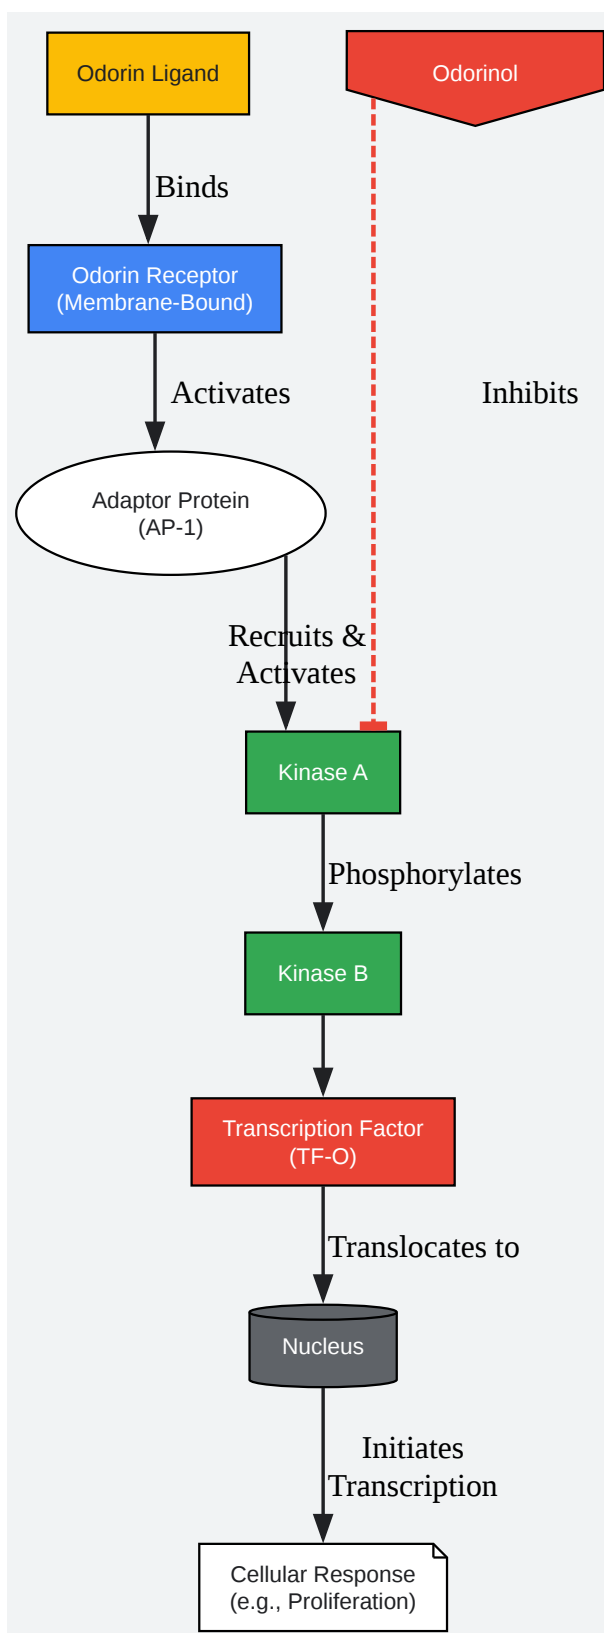 Odorin Ligand
Odorinol
Binds
Odorin Receptor
(Membrane-Bound)
Activates
Inhibits
Adaptor Protein
(AP-1)
Recruits &
Activates
Kinase A
Phosphorylates
Kinase B
Transcription Factor
(TF-O)
Translocates to
Nucleus
Initiates
Transcription
Cellular Response
(e.g., Proliferation)